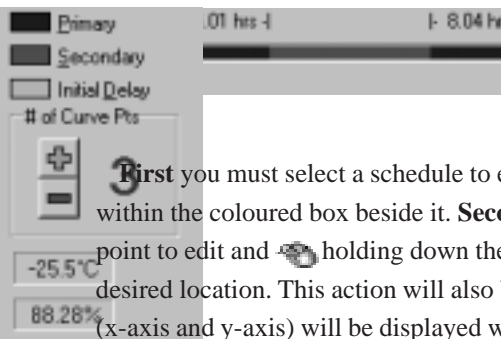 Primary
.01 hrs -|
|- 8.04 h
Secondary
Initial Delay
# of Curve Pts
3
First you must select a schedule to
within the coloured box beside it.
point to edit and holding down the
-25.5°C
desired location. This action will also
88.28%
(x-axis and y-axis) will be displayed